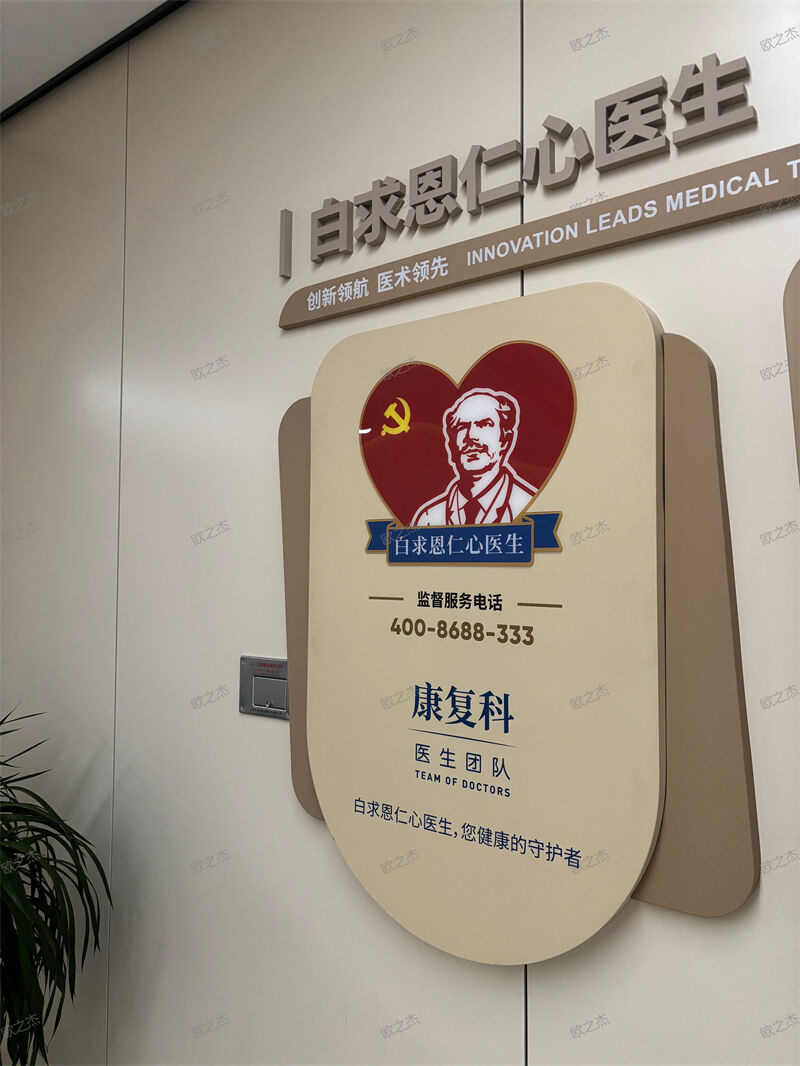 白求恩仁心医生
创新领航 医术领先 INNOVATION LEADS MEDICAL T
白求恩仁心医生
监督服务电话
400-8688-333
康复科
医生团队
TEAM OF DOCTORS
白求恩仁心医生,您健康的守护者
欧之杰